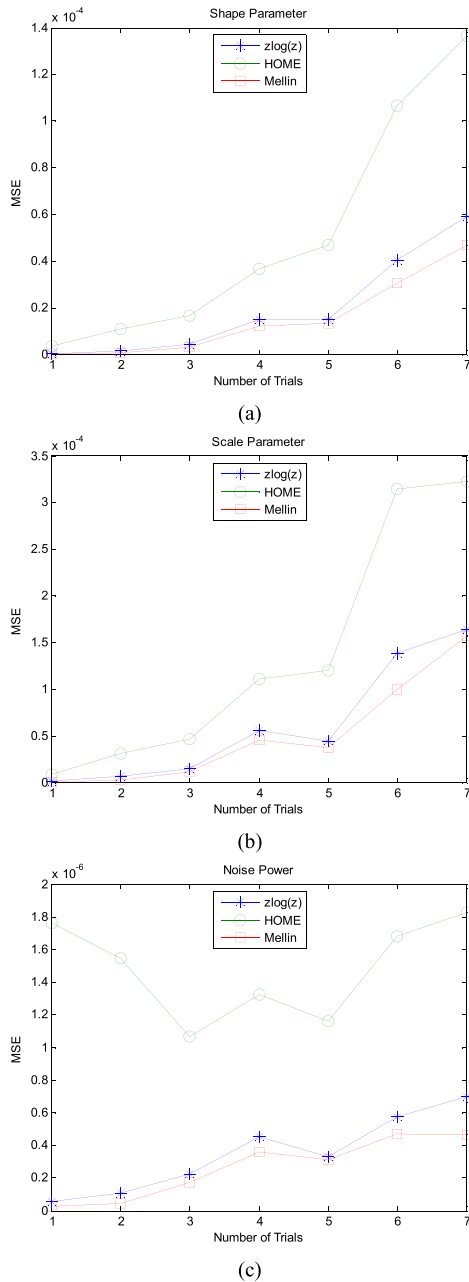 Shape Parameter
x 10^-4
1.4
1.2
1
0.8
0.6
0.4
0.2
0
MSE
zlog(z)
HOME
Mellin
1 2 3 4 5 6 7
Number of Trials
(a)
Scale Parameter
x 10^-4
3.5
3
2.5
2
1.5
1
0.5
0
MSE
zlog(z)
HOME
Mellin
1 2 3 4 5 6 7
Number of Trials
(b)
Noise Power
x 10^-6
2
1.8
1.6
1.4
1.2
1
0.8
0.6
0.4
0.2
0
MSE
zlog(z)
HOME
Mellin
1 2 3 4 5 6 7
Number of Trials
(c)